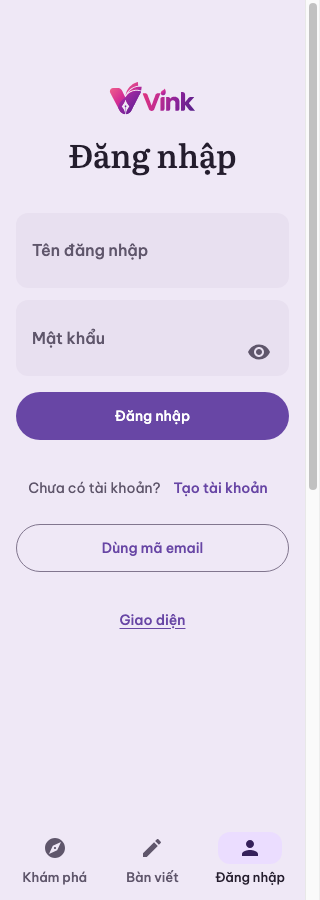 Vink
Đăng nhập
Tên đăng nhập
Mật khẩu
Đăng nhập
Chưa có tài khoản? Tạo tài khoản
Dùng mã email
Giao diện
Khám phá Bàn viết Đăng nhập